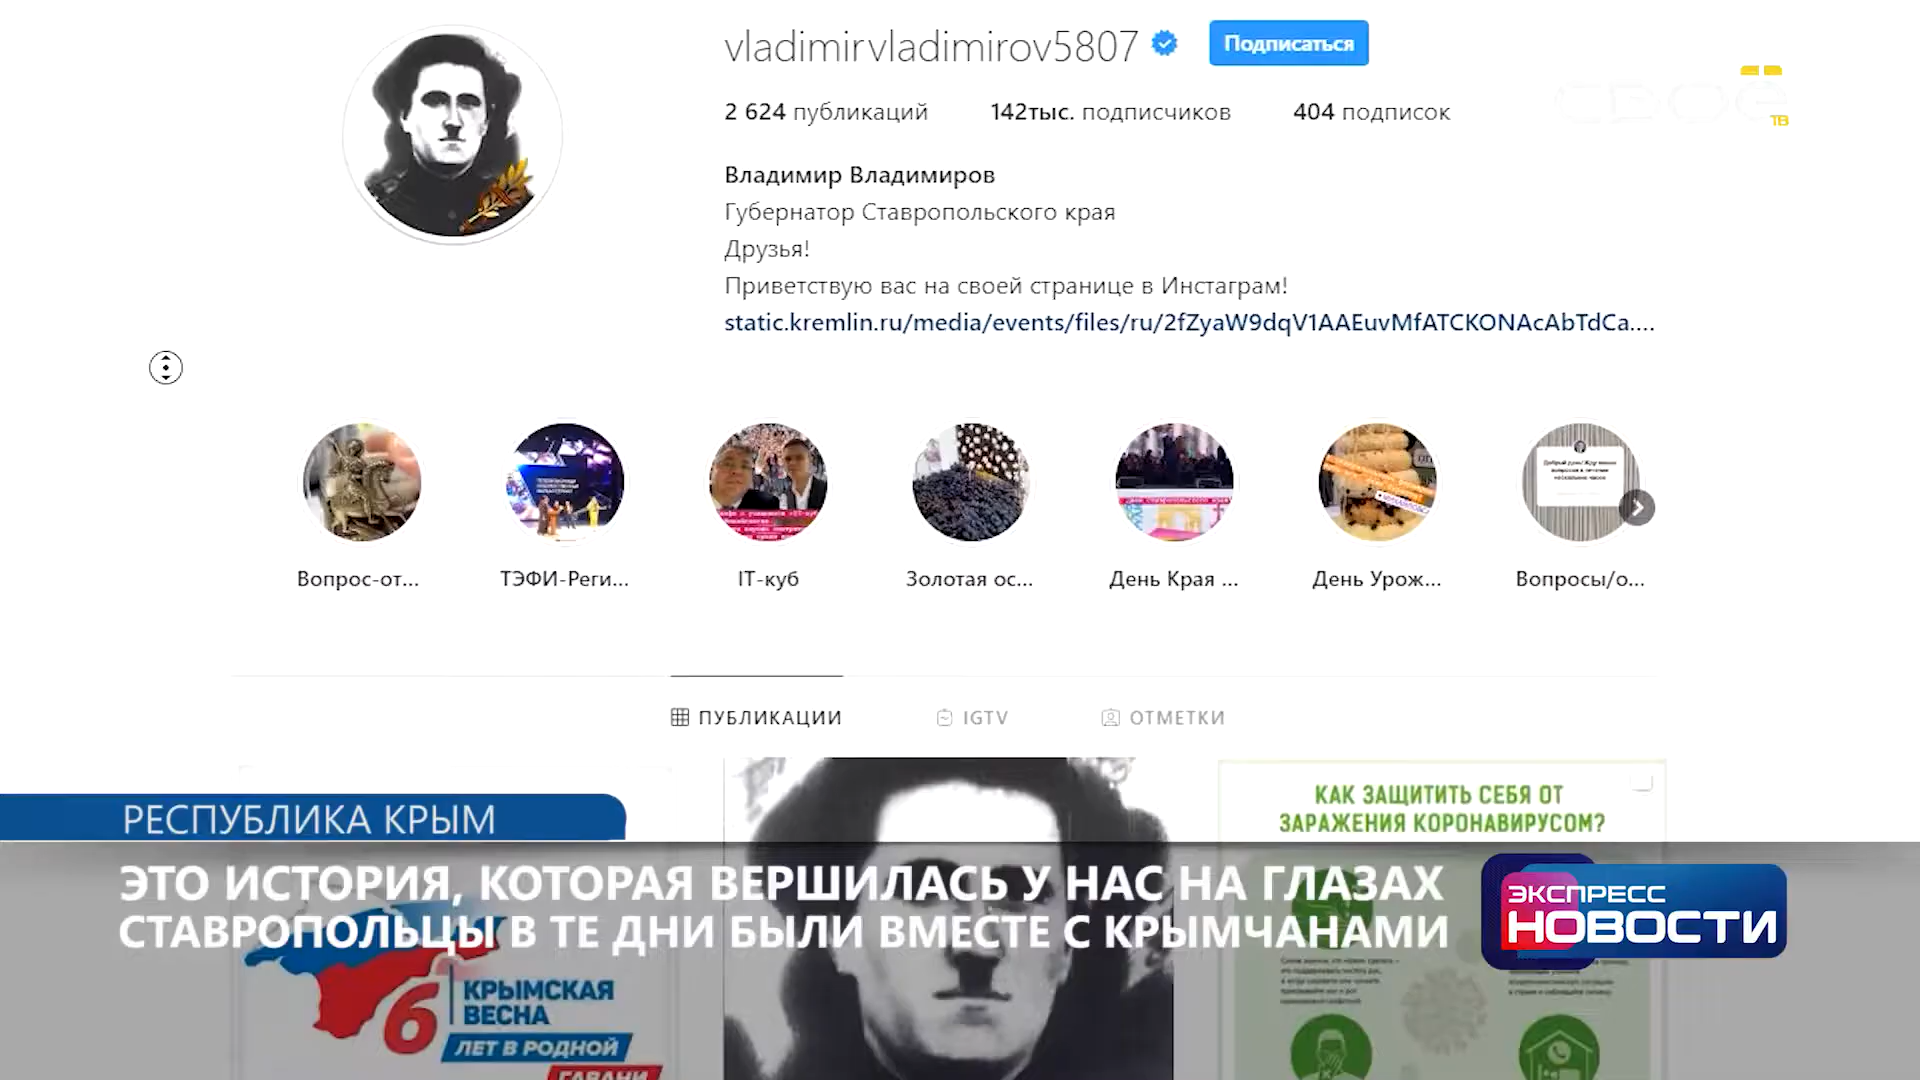 vladimirvladimirov5807
Подписаться
СВОЁ
ТВ
2 624 публикаций
142тыс. подписчиков
404 подписок
Владимир Владимиров
Губернатор Ставропольского края
Друзья!
Приветствую вас на своей странице в Инстаграм!
static.kremlin.ru/media/events/files/ru/2fZyaW9dqV1AAEuvMfATCKONAcAbTdCa....
Вопрос-от...
ТЭФИ-Реги...
IT-куб
Золотая ос...
День Края ...
День Урож...
Вопросы/о...
ПУБЛИКАЦИИ
IGTV
ОТМЕТКИ
КАК ЗАЩИТИТЬ СЕБЯ ОТ
ЗАРАЖЕНИЯ КОРОНАВИРУСОМ?
РЕСПУБЛИКА КРЫМ
ЭТО ИСТОРИЯ, КОТОРАЯ ВЕРШИЛАСЬ У НАС НА ГЛАЗАХ
СТАВРОПОЛЬЦЫ В ТЕ ДНИ БЫЛИ ВМЕСТЕ С КРЫМЧАНАМИ
ЭКСПРЕСС
НОВОСТИ
6
КРЫМСКАЯ
ВЕСНА
ЛЕТ В РОДНОЙ
ГАВАНИ